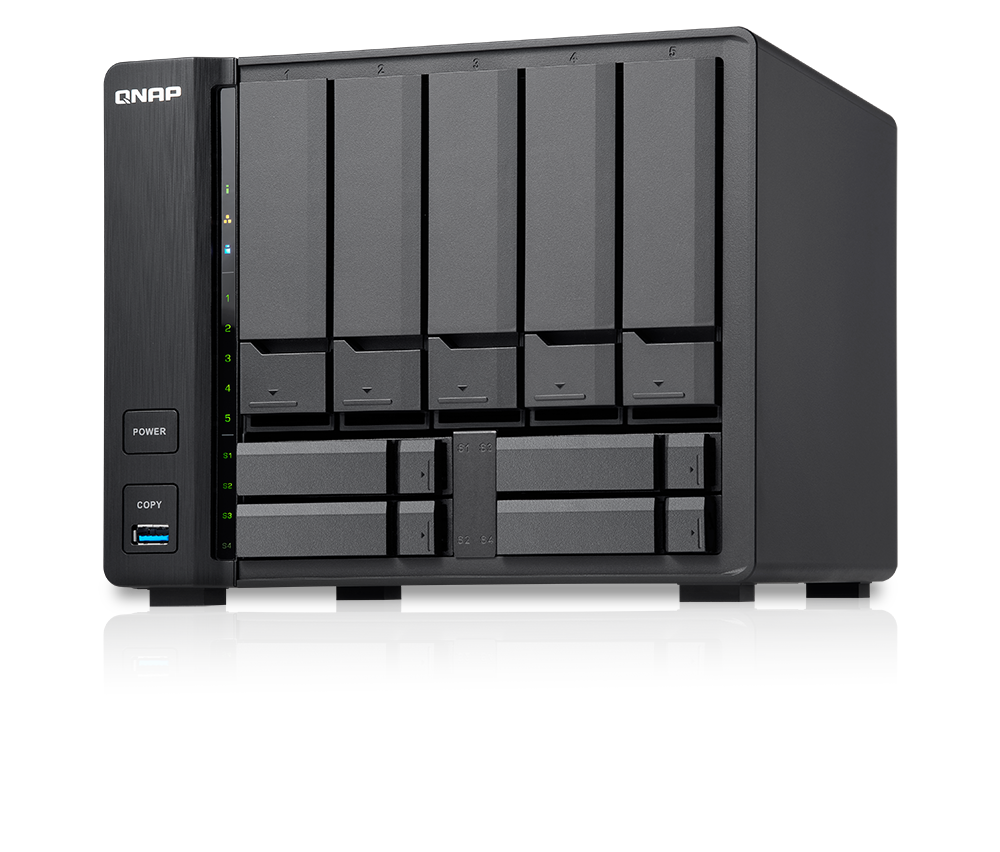 QNAP
1 2 3 4 5
1
2
3
4
5
S1
S2
S3
S4
POWER
COPY
S1 S3
S2 S4